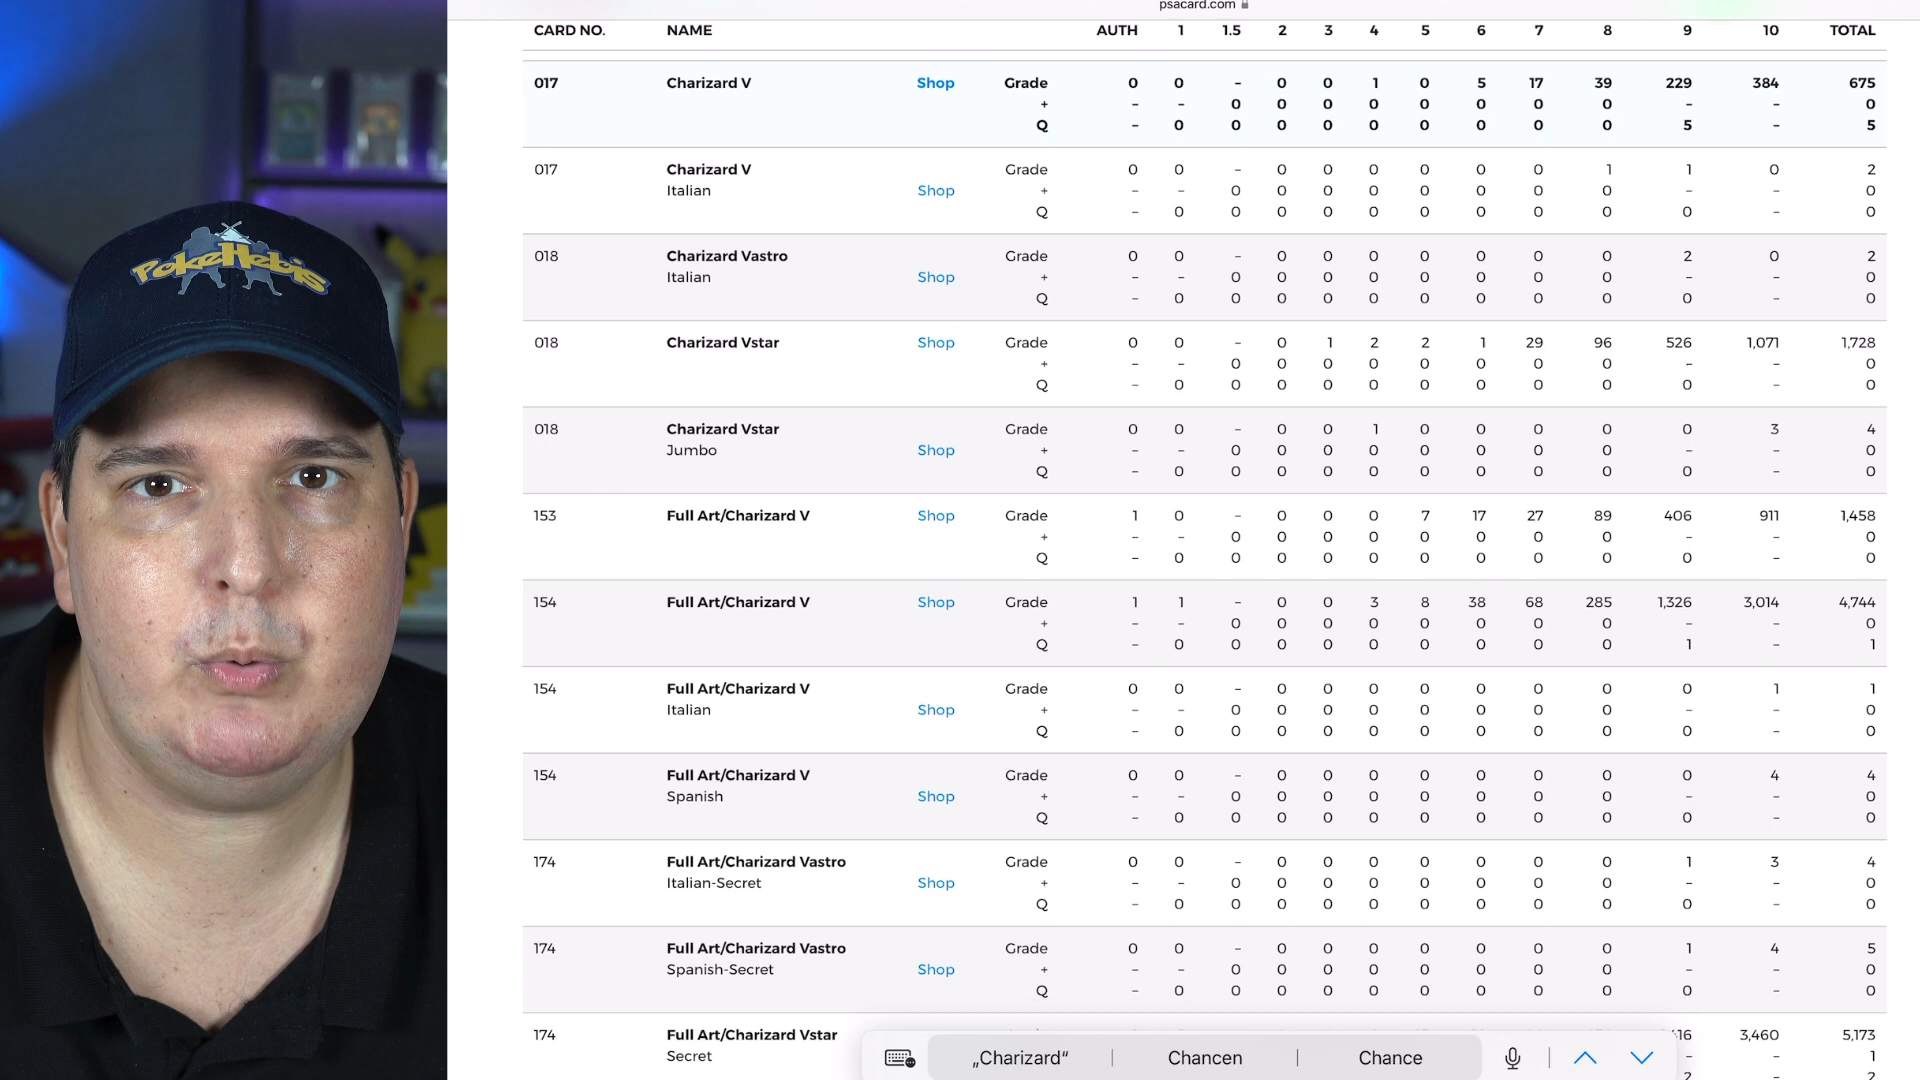 PokeHebis
psacard.com
CARD NO. NAME AUTH 1 1.5 2 3 4 5 6 7 8 9 10 TOTAL
017 Charizard V Shop Grade 0 0 - 0 0 1 0 5 17 39 229 384 675
+ - - 0 0 0 0 0 0 0 0 - - 0
Q - 0 0 0 0 0 0 0 0 0 5 - 5
017 Charizard V Grade 0 0 - 0 0 0 0 0 0 1 1 0 2
Italian Shop + - - 0 0 0 0 0 0 0 0 - - 0
Q - 0 0 0 0 0 0 0 0 0 0 - 0
018 Charizard Vastro Grade 0 0 - 0 0 0 0 0 0 0 2 0 2
Italian Shop + - - 0 0 0 0 0 0 0 0 - - 0
Q - 0 0 0 0 0 0 0 0 0 0 - 0
018 Charizard Vstar Shop Grade 0 0 - 0 1 2 2 1 29 96 526 1,071 1,728
+ - - 0 0 0 0 0 0 0 0 - - 0
Q - 0 0 0 0 0 0 0 0 0 0 - 0
018 Charizard Vstar Grade 0 0 - 0 0 1 0 0 0 0 0 3 4
Jumbo Shop + - - 0 0 0 0 0 0 0 0 - - 0
Q - 0 0 0 0 0 0 0 0 0 0 - 0
153 Full Art/Charizard V Shop Grade 1 0 - 0 0 0 7 17 27 89 406 911 1,458
+ - - 0 0 0 0 0 0 0 0 - - 0
Q - 0 0 0 0 0 0 0 0 0 0 - 0
154 Full Art/Charizard V Shop Grade 1 1 - 0 0 3 8 38 68 285 1,326 3,014 4,744
+ - - 0 0 0 0 0 0 0 0 - - 0
Q - 0 0 0 0 0 0 0 0 0 1 - 1
154 Full Art/Charizard V Grade 0 0 - 0 0 0 0 0 0 0 0 1 1
Italian Shop + - - 0 0 0 0 0 0 0 0 - - 0
Q - 0 0 0 0 0 0 0 0 0 0 - 0
154 Full Art/Charizard V Grade 0 0 - 0 0 0 0 0 0 0 0 4 4
Spanish Shop + - - 0 0 0 0 0 0 0 0 - - 0
Q - 0 0 0 0 0 0 0 0 0 0 - 0
174 Full Art/Charizard Vastro Grade 0 0 - 0 0 0 0 0 0 0 1 3 4
Italian-Secret Shop + - - 0 0 0 0 0 0 0 0 - - 0
Q - 0 0 0 0 0 0 0 0 0 0 - 0
174 Full Art/Charizard Vastro Grade 0 0 - 0 0 0 0 0 0 0 1 4 5
Spanish-Secret Shop + - - 0 0 0 0 0 0 0 0 - - 0
Q - 0 0 0 0 0 0 0 0 0 0 - 0
174 Full Art/Charizard Vstar 3,460 5,173
Secret - - 1
- 2
„Charizard“ Chancen Chance